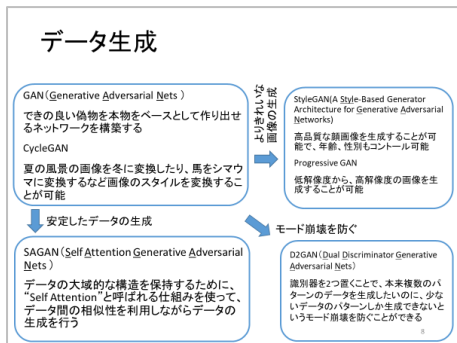 データ生成
GAN（Generative Adversarial Nets ）
できの良い偽物を本物をベースとして作り出せ
るネットワークを構築する
CycleGAN
夏の風景の画像を冬に変換したり、馬をシマウ
マに変換するなど画像のスタイルを変換するこ
とが可能
よりきれいな
画像の生成
StyleGAN(A Style-Based Generator
Architecture for Generative Adversarial
Networks)
高品質な顔画像を生成することが可
能で、年齢、性別もコントール可能
Progressive GAN
低解像度から、高解像度の画像を生
成することが可能
安定したデータの生成
モード崩壊を防ぐ
SAGAN（Self Attention Generative Adversarial
Nets ）
データの大域的な構造を保持するために、
“Self Attention”と呼ばれる仕組みを使って、
データ間の相似性を利用しながらデータの
生成を行う
D2GAN（Dual Discriminator Generative
Adversarial Nets）
識別器を2つ置くことで、本来複数のパ
ターンのデータを生成したいのに、少な
いデータのパターンしか生成できないと
いうモード崩壊を防ぐことができる
8